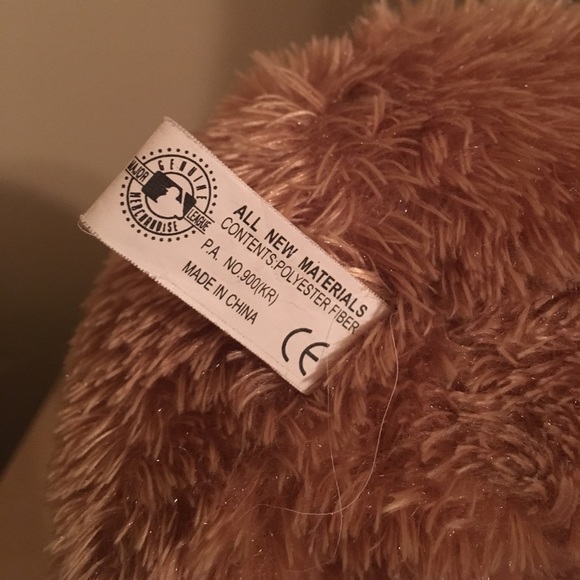 GENUINE
MAJOR LEAGUE
MERCHANDISE
ALL NEW MATERIALS
CONTENTS:POLYESTER FIBER
P.A. NO.900(KR)
MADE IN CHINA
CE